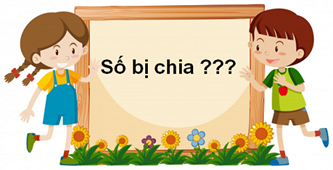 Số bị chia ???